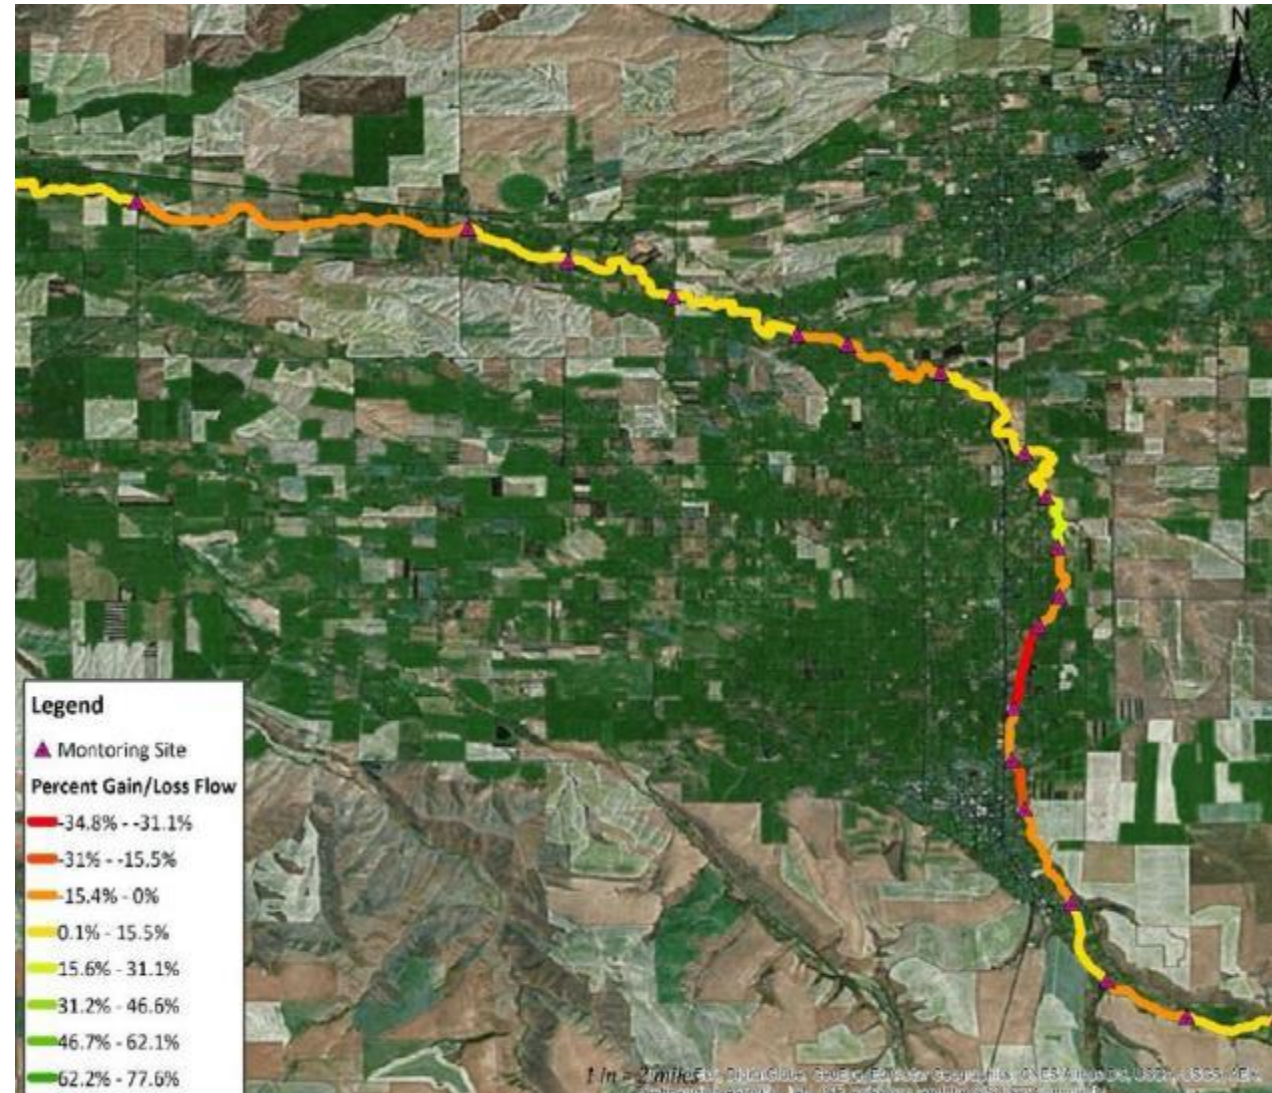 N
Legend
Montoring Site
Percent Gain/Loss Flow
-34.8% - -31.1%
-31% - -15.5%
-15.4% - 0%
0.1% - 15.5%
15.6% - 31.1%
31.2% - 46.6%
46.7% - 62.1%
62.2% - 77.6%
1 in = 2 miles